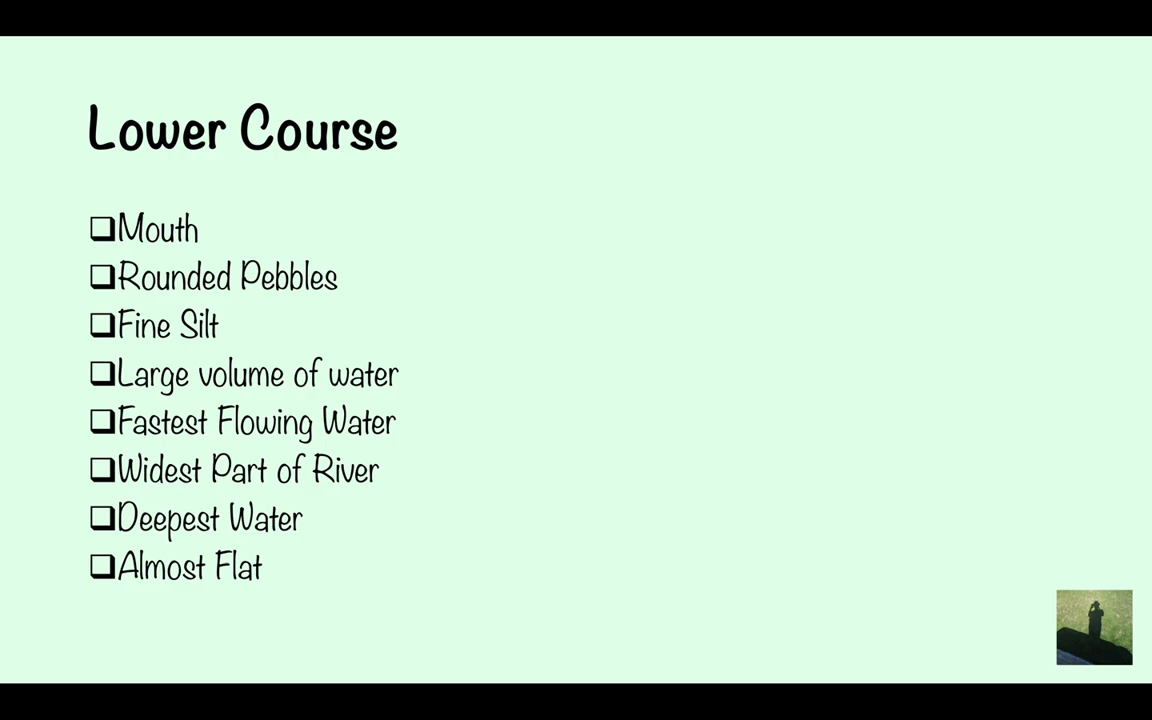 Lower Course
❑Mouth
❑Rounded Pebbles
❑Fine Silt
❑Large volume of water
❑Fastest Flowing Water
❑Widest Part of River
❑Deepest Water
❑Almost Flat